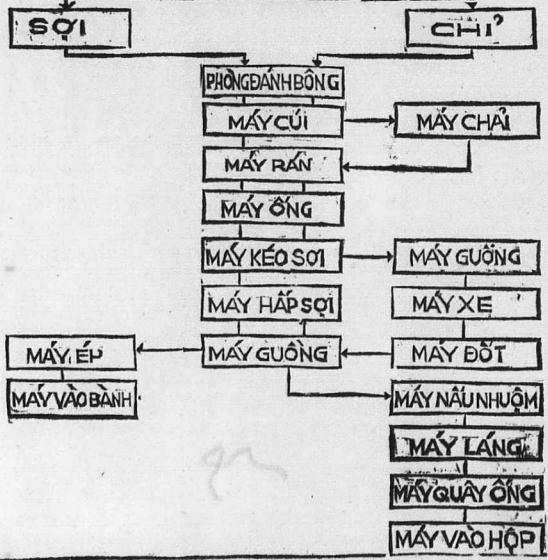 SỢI
CHỈ
PHÒNG ĐÁNH BÔNG
MÁY CÚI
MÁY CHẢI
MÁY RÁN
MÁY ỐNG
MÁY KÉO SỢI
MÁY GUỒNG
MÁY HẤP SỢI
MÁY XE
MÁY ÉP
MÁY GUỒNG
MÁY ĐỐT
MÁY VÀO BÀNH
MÁY NẤU NHUỘM
MÁY LÁNG
MÁY QUÂY ỐNG
MÁY VÀO HỘP